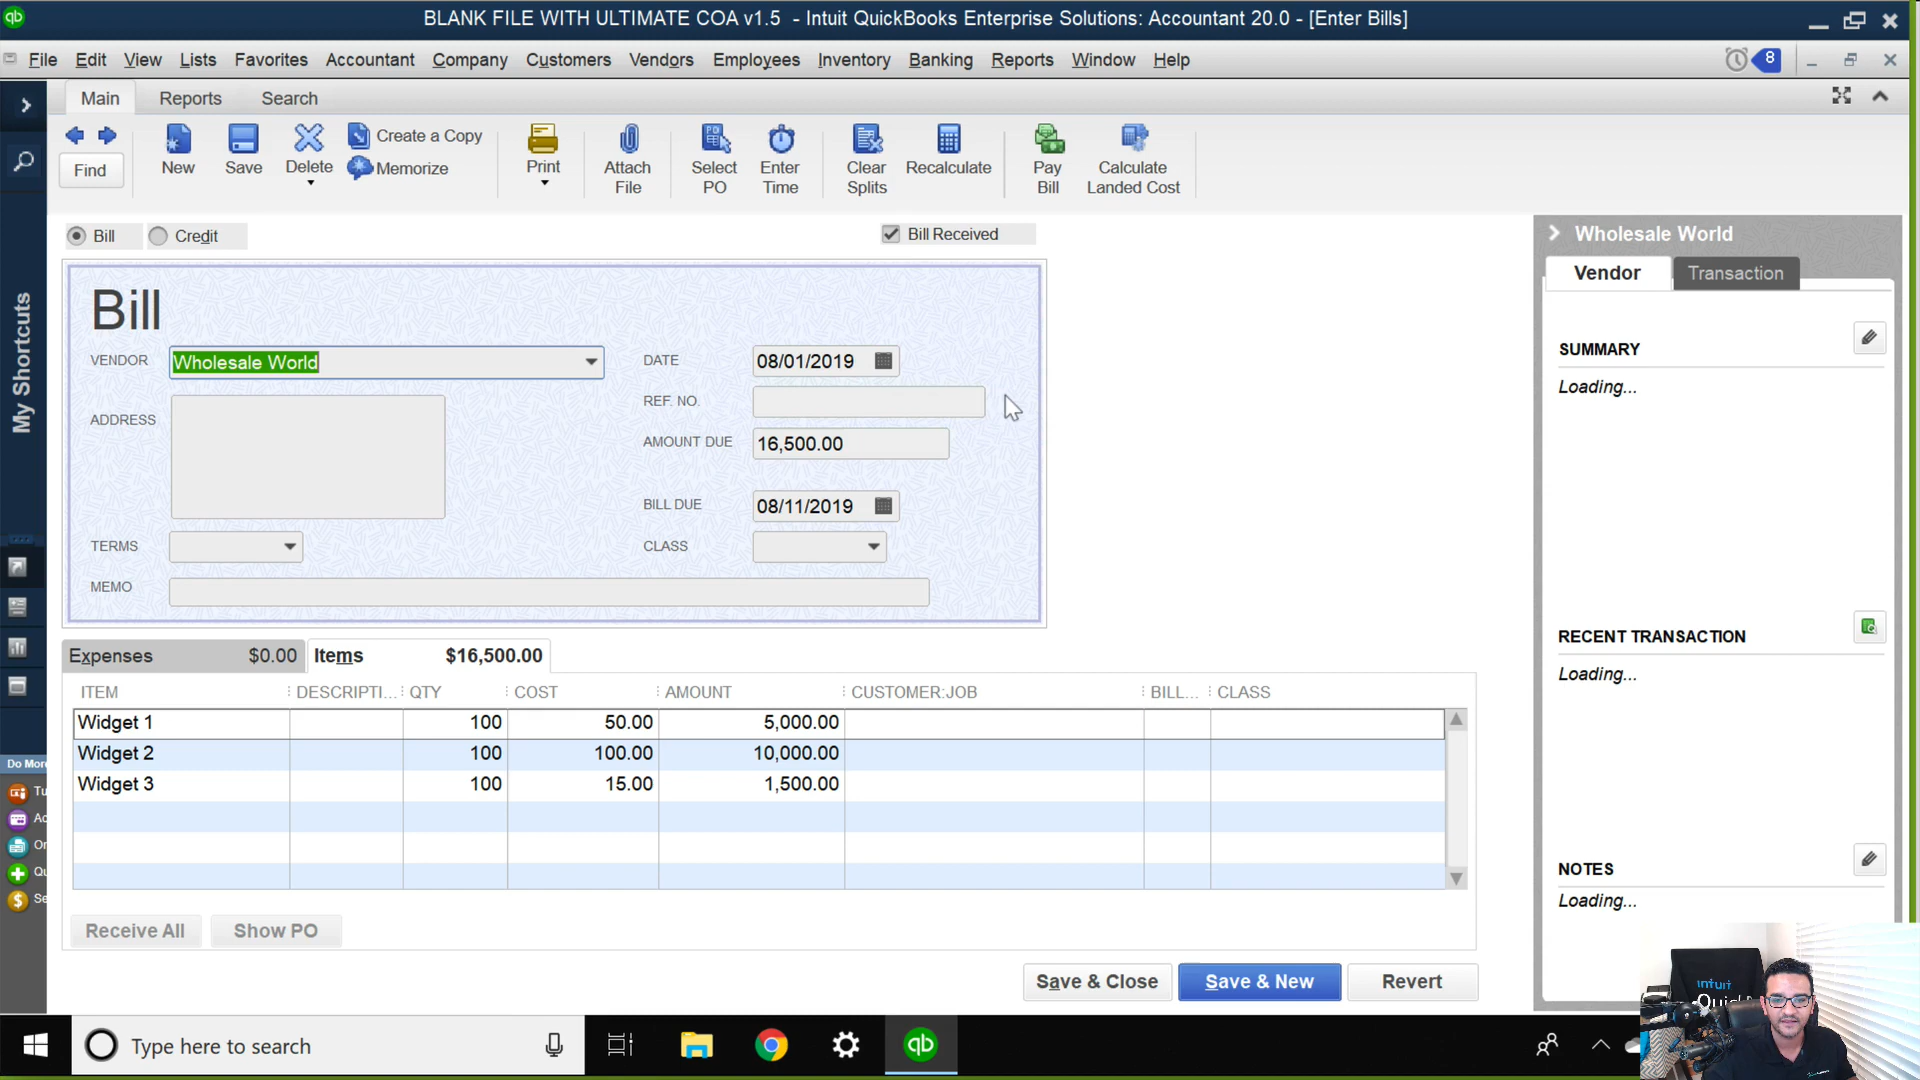 qb BLANK FILE WITH ULTIMATE COA v1.5 - Intuit QuickBooks Enterprise Solutions: Accountant 20.0 - [Enter Bills]
File Edit View Lists Favorites Accountant Company Customers Vendors Employees Inventory Banking Reports Window Help 8
Main Reports Search
Find New Save Delete Create a Copy Memorize Print Attach File Select PO Enter Time Clear Splits Recalculate Pay Bill Calculate Landed Cost
My Shortcuts
Bill Credit Bill Received
Bill
VENDOR Wholesale World DATE 08/01/2019
ADDRESS REF. NO.
AMOUNT DUE 16,500.00
BILL DUE 08/11/2019
TERMS CLASS
MEMO
Expenses $0.00 Items $16,500.00
ITEM DESCRIPTI... QTY COST AMOUNT CUSTOMER:JOB BILL... CLASS
Widget 1 100 50.00 5,000.00
Widget 2 100 100.00 10,000.00
Widget 3 100 15.00 1,500.00
Receive All Show PO
Save & Close Save & New Revert
Wholesale World
Vendor Transaction
SUMMARY
Loading...
RECENT TRANSACTION
Loading...
NOTES
Loading...
Do More
Tu
Ac
Or
Qu
Se
intuit
Type here to search qb